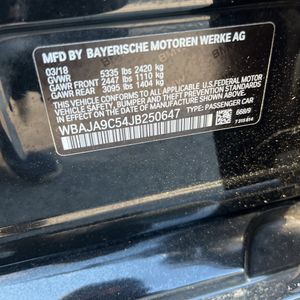 MFD BY BAYERISCHE MOTOREN WERKE AG
03/18
GVWR 5335 lbs 2420 kg
GAWR FRONT 2447 lbs 1110 kg
GAWR REAR 3095 lbs 1404 kg
THIS VEHICLE CONFORMS TO ALL APPLICABLE U.S. FEDERAL MOTOR
VEHICLE SAFETY, BUMPER, AND THEFT PREVENTION STANDARDS
IN EFFECT ON THE DATE OF MANUFACTURE SHOWN ABOVE.
WBAJA9C54JB250647
TYPE: PASSENGER CAR
668/9